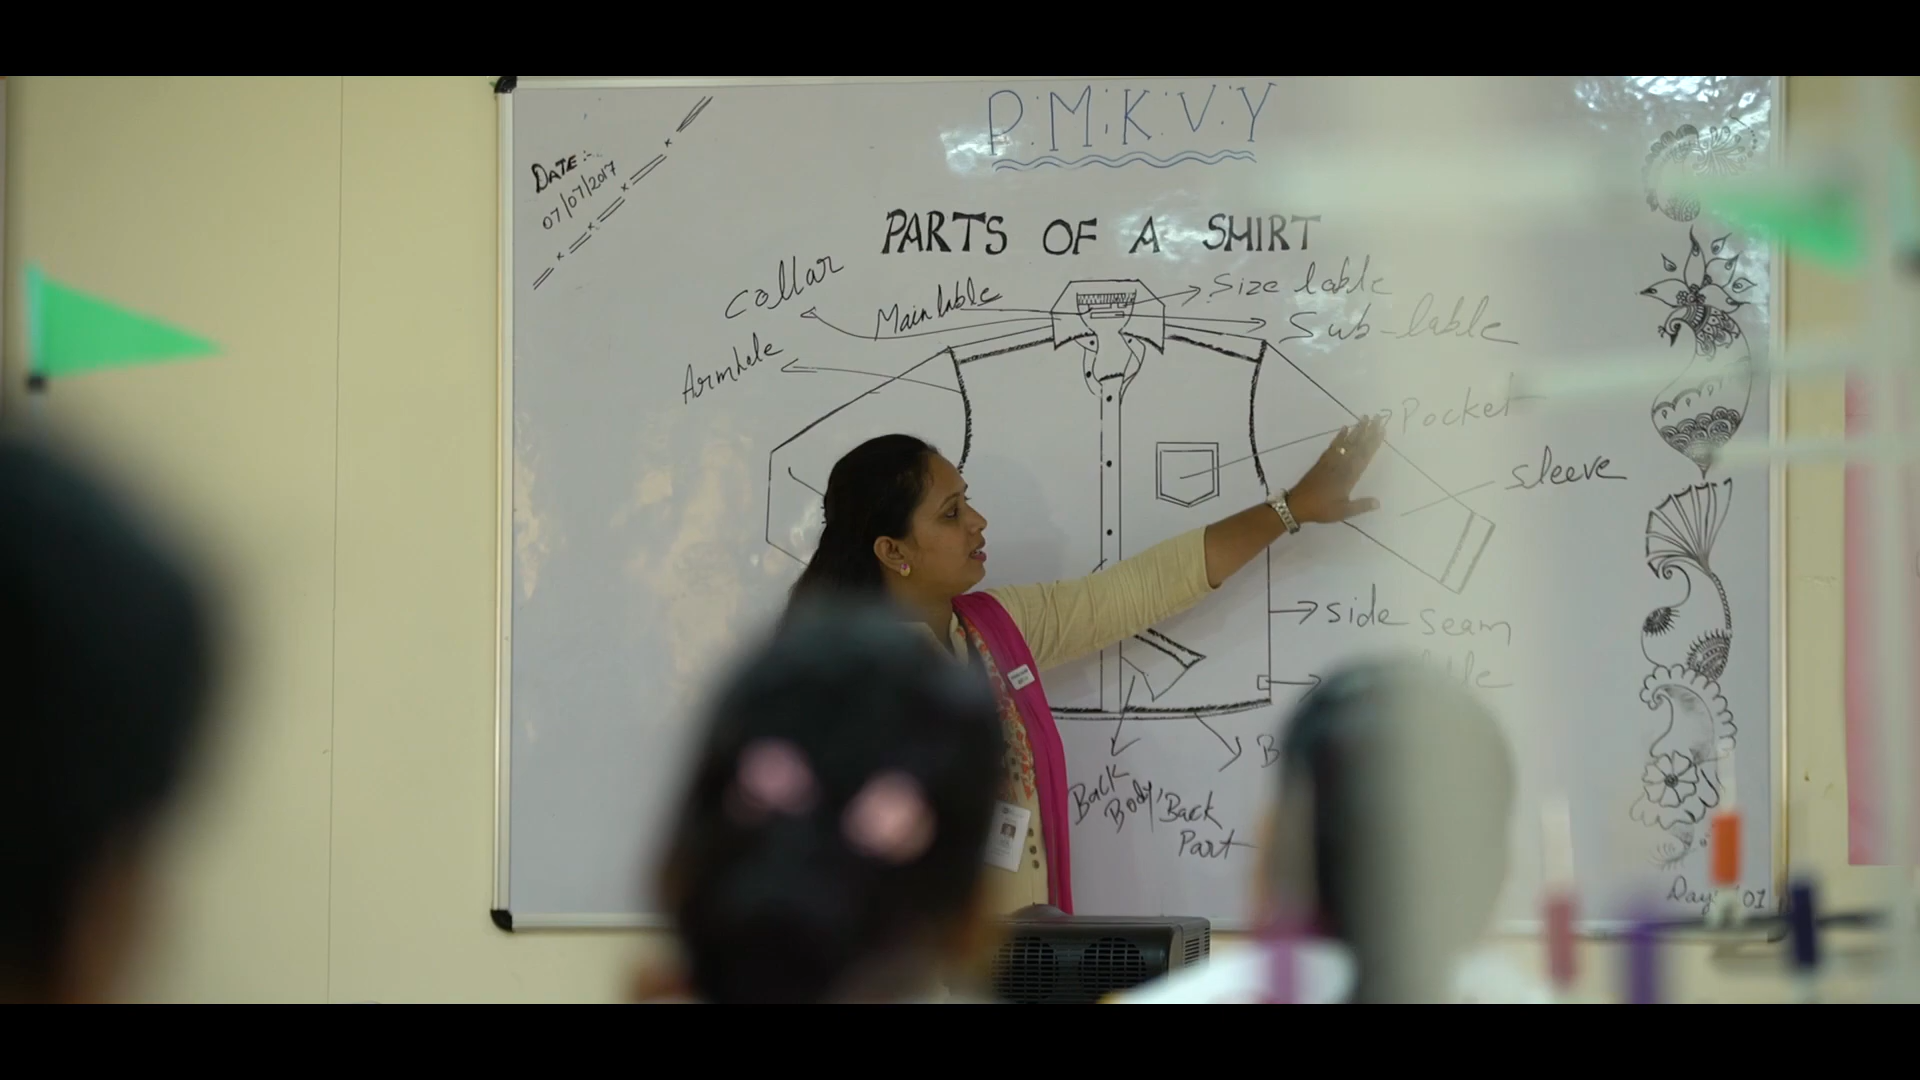 P.M.K.V.Y
DATE:-
07/07/2017
PARTS OF A SHIRT
Collar
Main lable
Size lable
Sub-lable
Armhole
Pocket
Sleeve
Side seam
Back
Body/Back
Part
Day 01